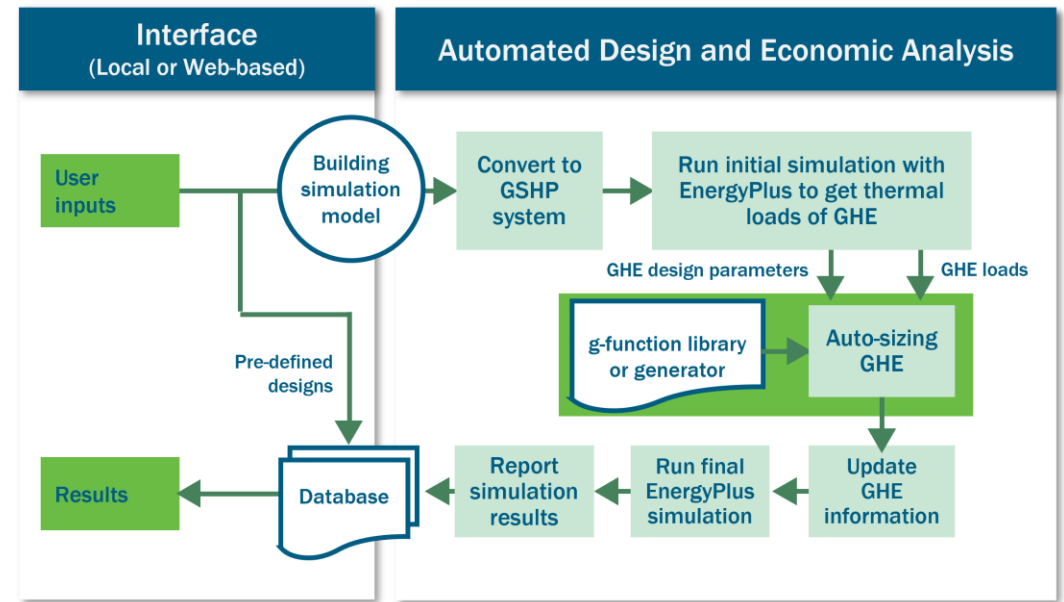 Interface
(Local or Web-based)
Automated Design and Economic Analysis
User
inputs
Building
simulation
model
Convert to
GSHP
system
Run initial simulation with
EnergyPlus to get thermal
loads of GHE
GHE design parameters
GHE loads
g-function library
or generator
Auto-sizing
GHE
Pre-defined
designs
Results
Database
Report
simulation
results
Run final
EnergyPlus
simulation
Update
GHE
information